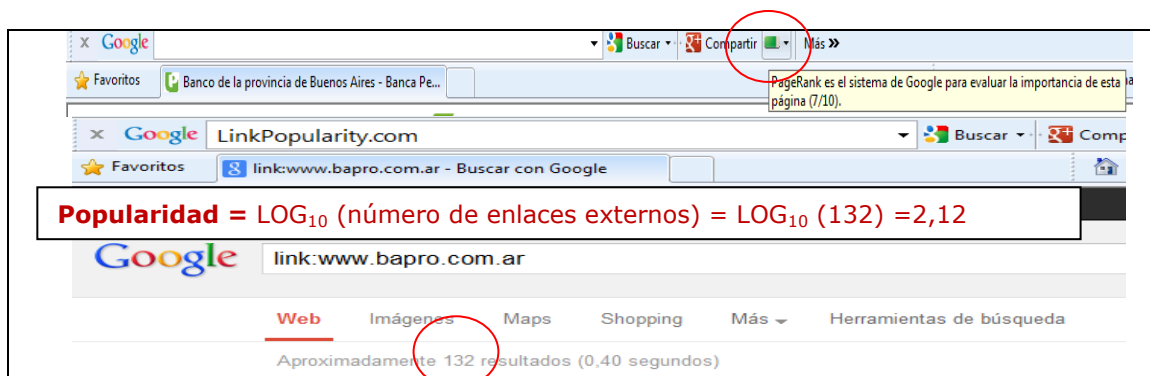 x Google Buscar Compartir Más »
Favoritos Banco de la provincia de Buenos Aires - Banca Pe...
PageRank es el sistema de Google para evaluar la importancia de esta
página (7/10).
x Google LinkPopularity.com Buscar Comp
Favoritos 8 link:www.bapro.com.ar - Buscar con Google
Popularidad = LOG10 (número de enlaces externos) = LOG10 (132) =2,12
Google link:www.bapro.com.ar
Web Imágenes Maps Shopping Más Herramientas de búsqueda
Aproximadamente 132 resultados (0,40 segundos)